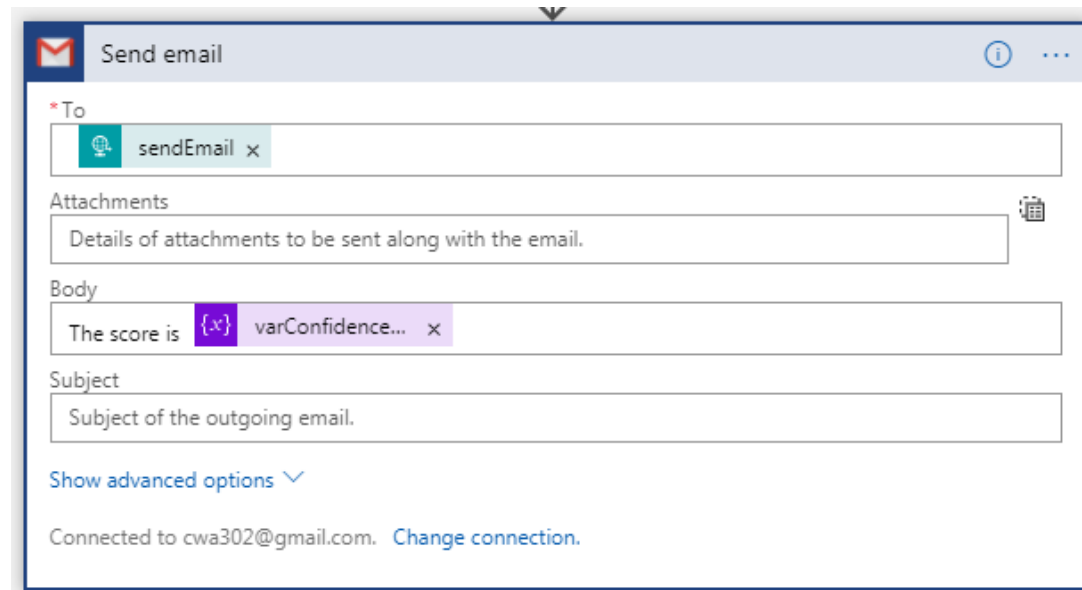 Send email
* To
sendEmail ×
Attachments
Details of attachments to be sent along with the email.
Body
The score is {x} varConfidence... ×
Subject
Subject of the outgoing email.
Show advanced options
Connected to cwa302@gmail.com. Change connection.